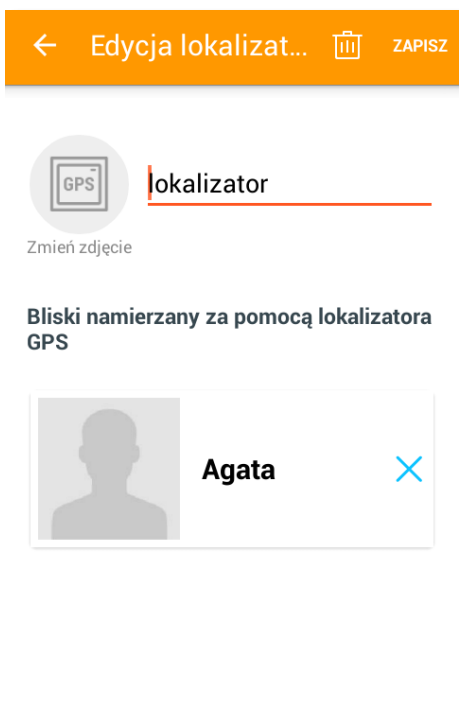 Edycja lokalizat...
ZAPISZ
GPS
lokalizator
Zmień zdjęcie
Bliski namierzany za pomocą lokalizatora
GPS
Agata